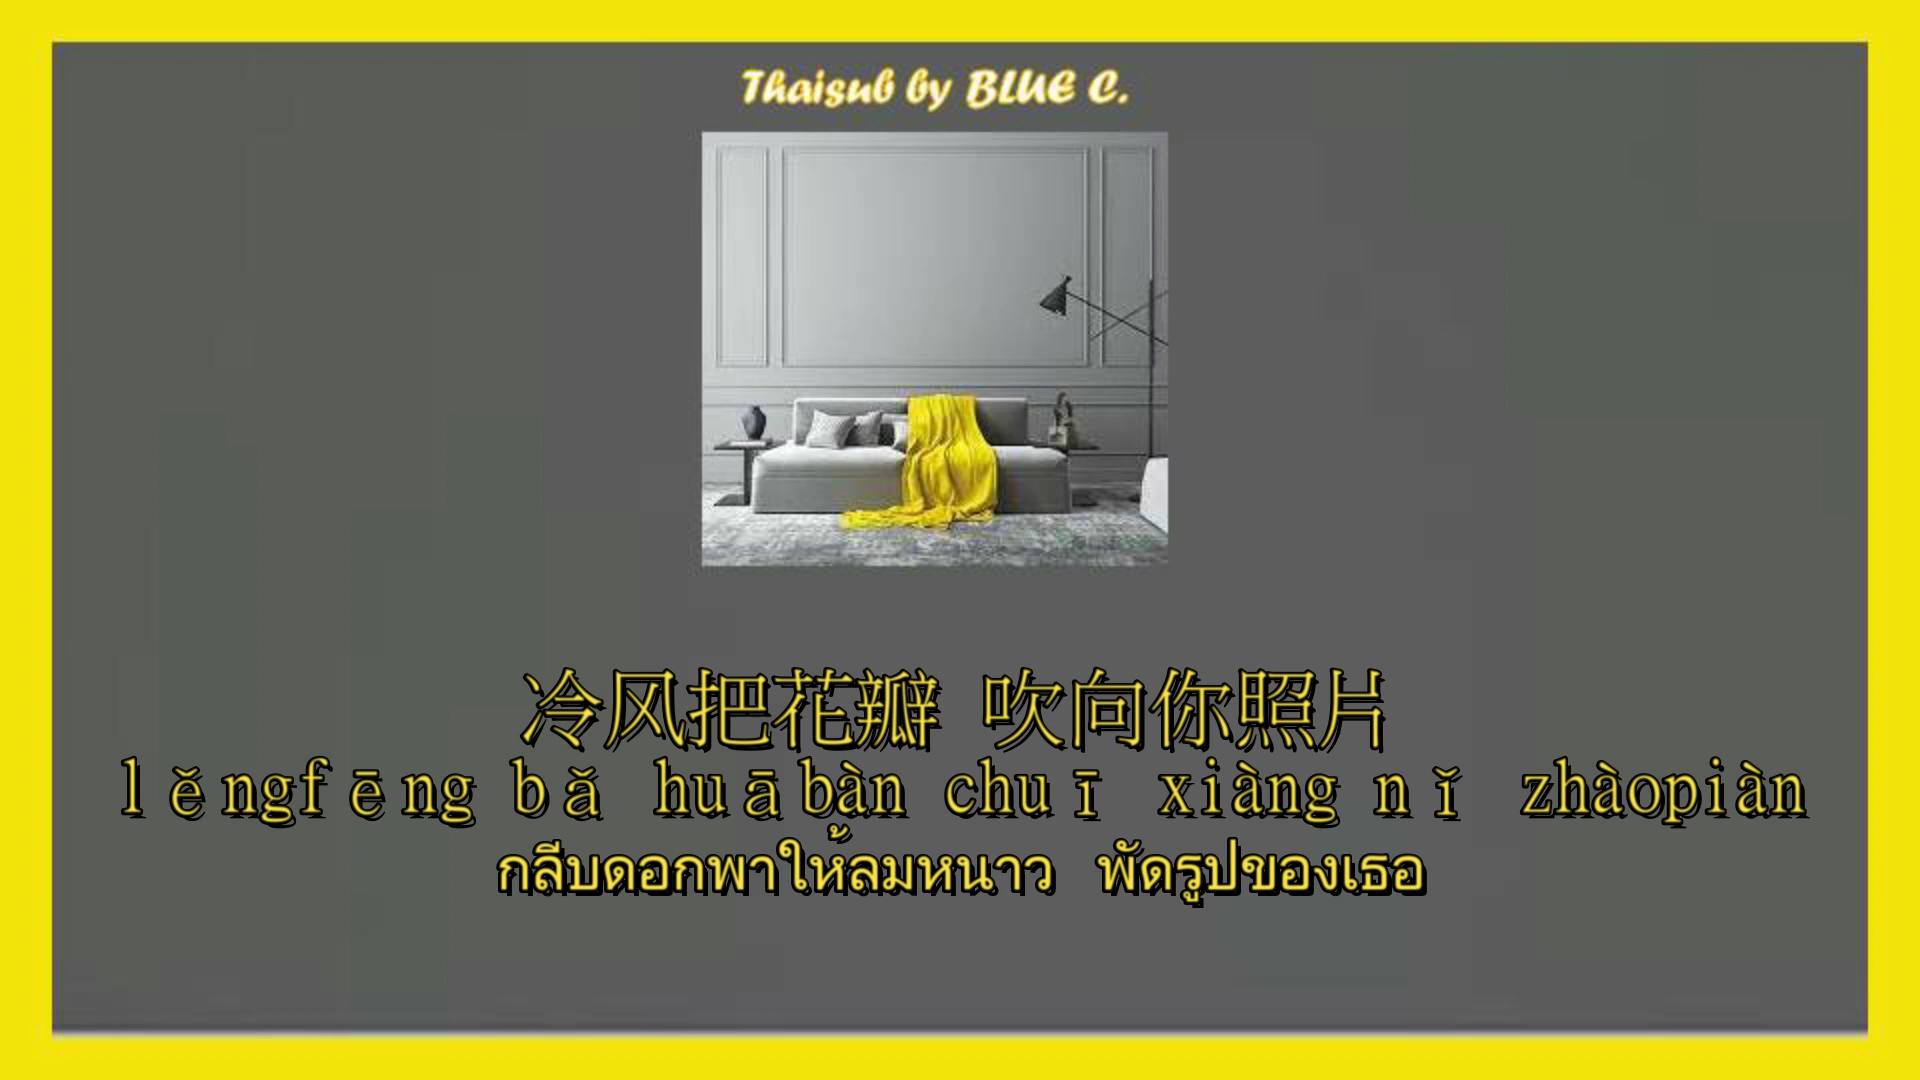 Thaisub by BLUE C.
冷风把花瓣 吹向你照片
lěngfēng bǎ huābàn chuī xiàng nǐ zhàopiàn
กลีบดอกพาให้ลมหนาว พัดรูปของเธอ